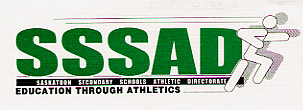 SSSAD
SASKATOON SECONDARY SCHOOLS ATHLETIC DIRECTORATE
EDUCATION THROUGH ATHLETICS